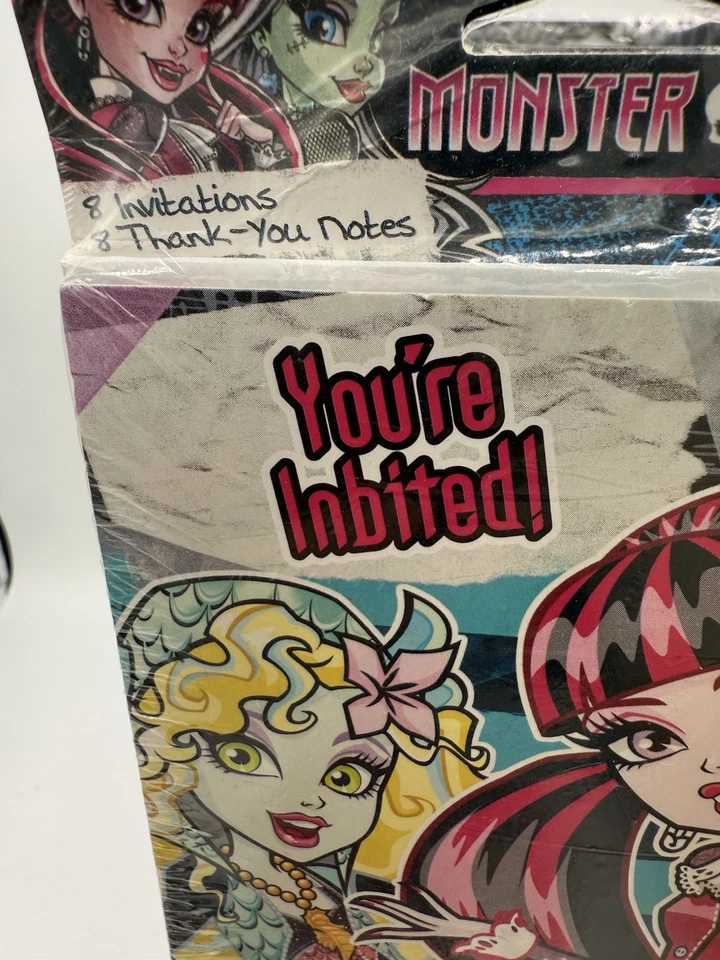 MONSTER
8 Invitations
8 Thank-You Notes
You're
Inbited!